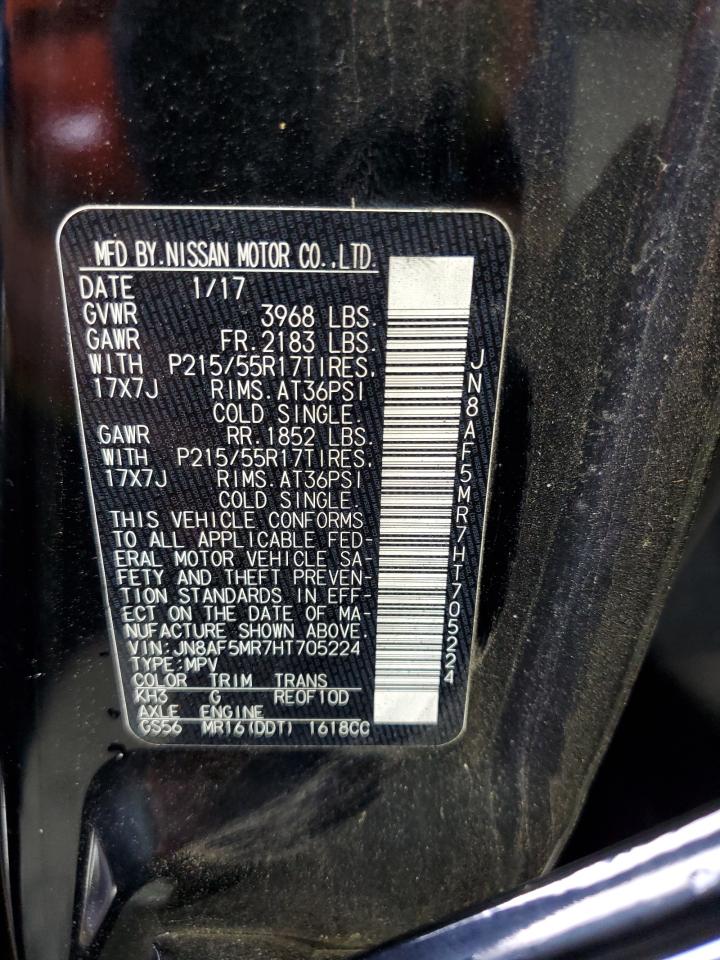 MFD BY.NISSAN MOTOR CO.,LTD.
DATE 1/17
GVWR 3968 LBS.
GAWR FR.2183 LBS.
WITH P215/55R17TIRES,
17X7J RIMS.AT36PSI
COLD SINGLE.
GAWR RR.1852 LBS.
WITH P215/55R17TIRES,
17X7J RIMS.AT36PSI
COLD SINGLE.
THIS VEHICLE CONFORMS
TO ALL APPLICABLE FED-
ERAL MOTOR VEHICLE SA-
FETY AND THEFT PREVEN-
TION STANDARDS IN EFF-
ECT ON THE DATE OF MA-
NUFACTURE SHOWN ABOVE.
VIN:JN8AF5MR7HT705224
TYPE:MPV
COLOR TRIM TRANS
KH3 G RE0F10D
AXLE ENGINE
GS56 MR16(DDT) 1618CC
JN8AF5MR7HT705224